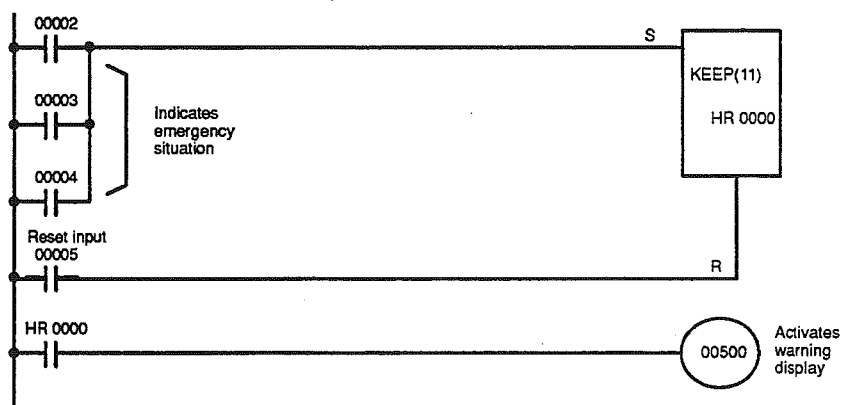 00002
S
KEEP(11)
HR 0000
00003
Indicates
emergency
situation
00004
Reset input
00005
R
HR 0000
00500
Activates
warning
display